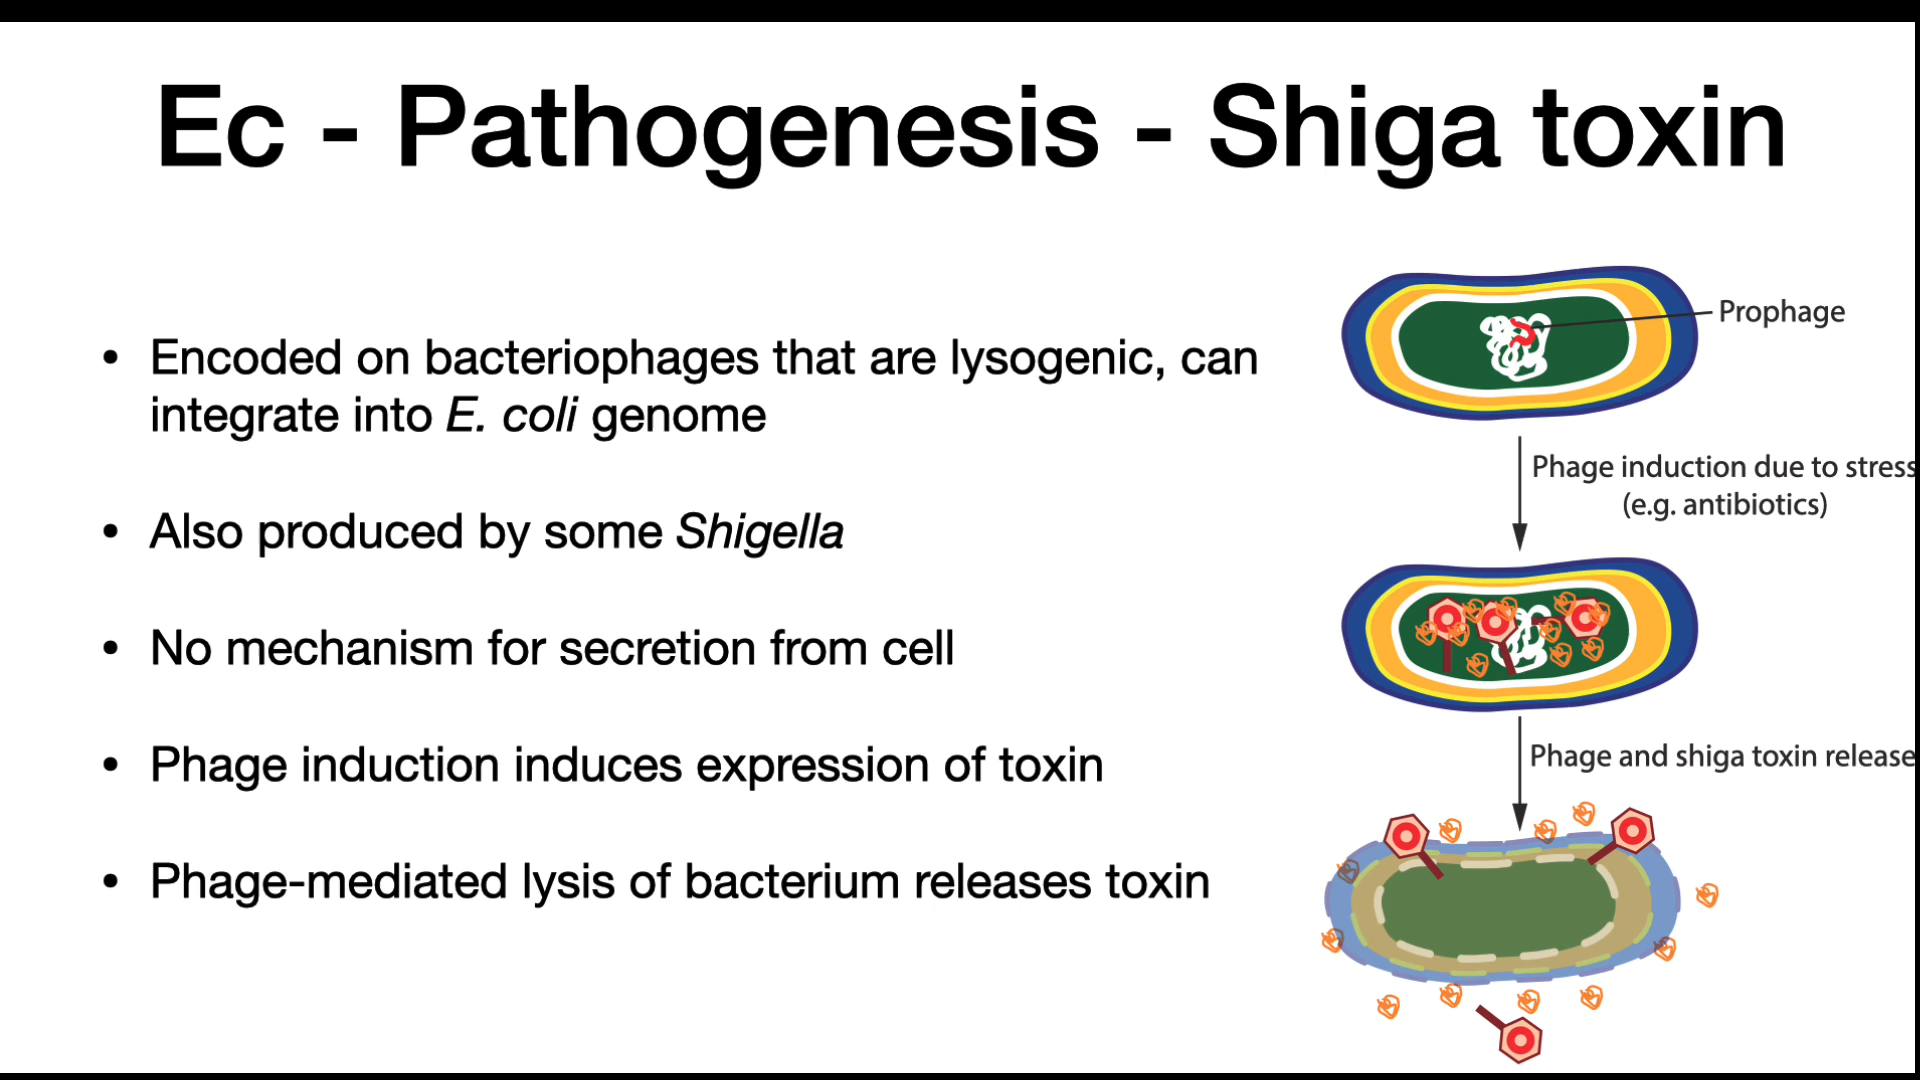 Ec - Pathogenesis - Shiga toxin
• Encoded on bacteriophages that are lysogenic, can
integrate into E. coli genome
• Also produced by some Shigella
• No mechanism for secretion from cell
• Phage induction induces expression of toxin
• Phage-mediated lysis of bacterium releases toxin
Prophage
Phage induction due to stress
(e.g. antibiotics)
Phage and shiga toxin release